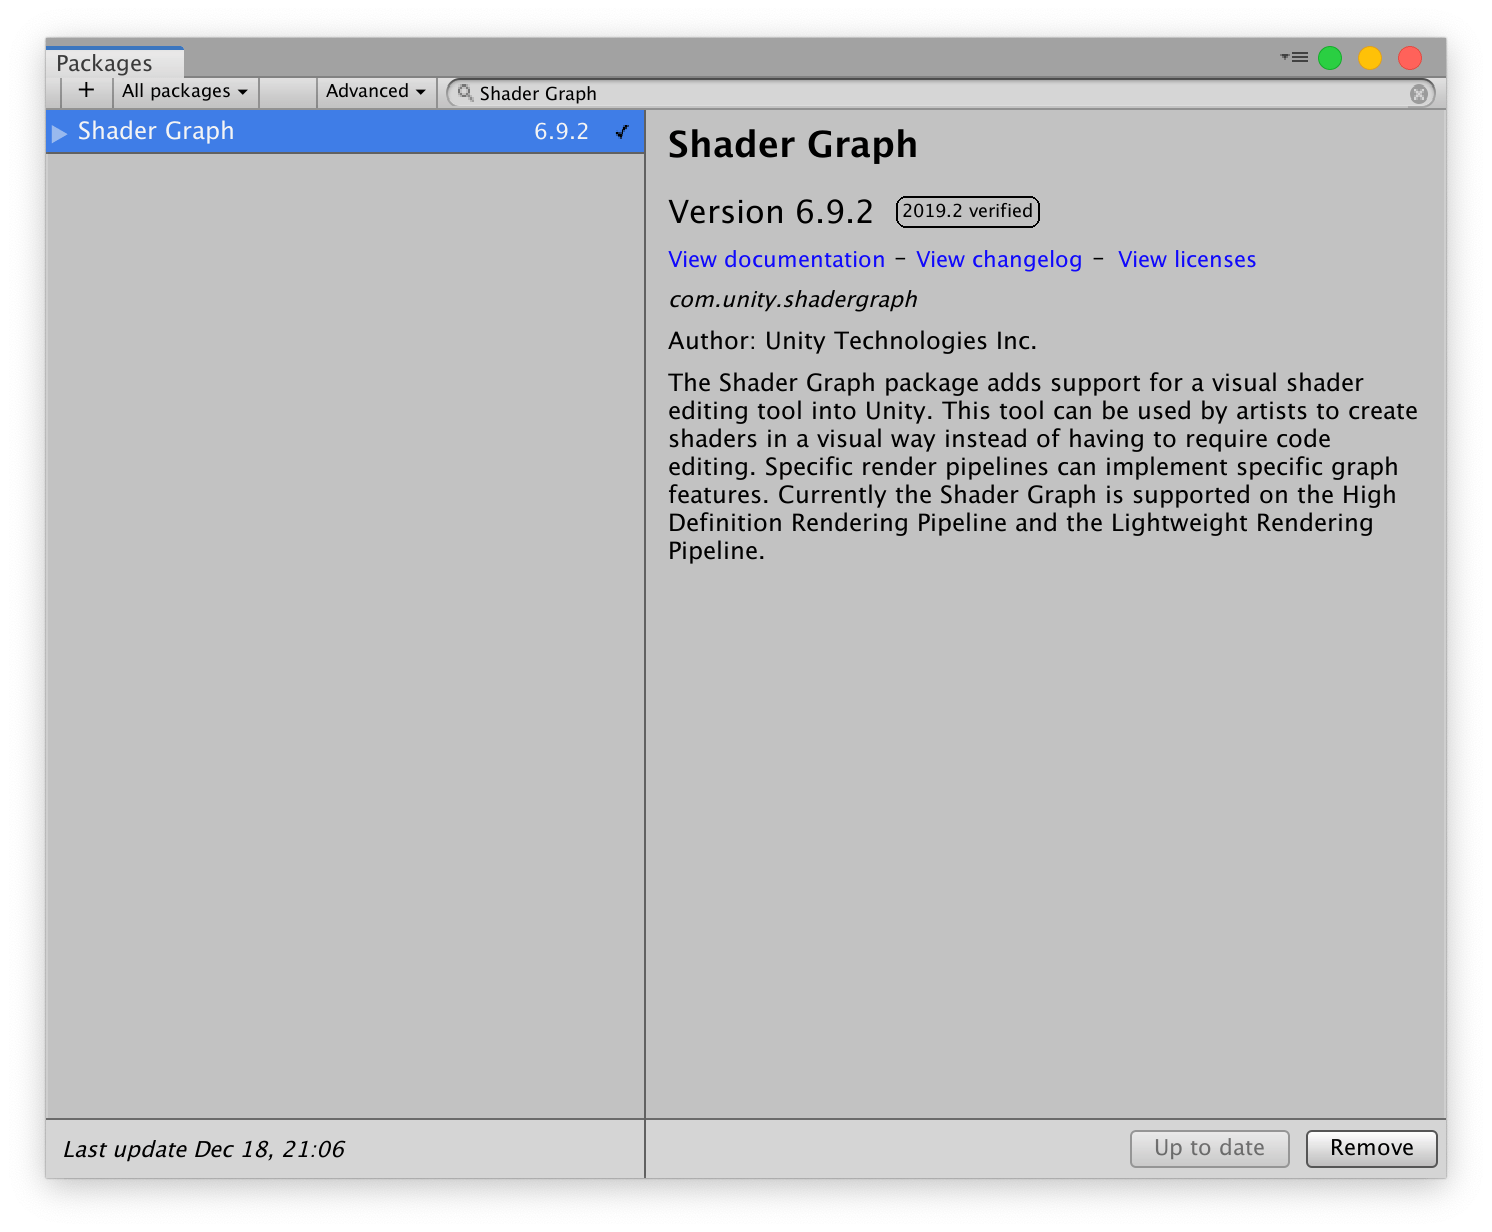 Packages
+ All packages Advanced Shader Graph
Shader Graph 6.9.2 ✓
Shader Graph
Version 6.9.2 2019.2 verified
View documentation - View changelog - View licenses
com.unity.shadergraph
Author: Unity Technologies Inc.
The Shader Graph package adds support for a visual shader
editing tool into Unity. This tool can be used by artists to create
shaders in a visual way instead of having to require code
editing. Specific render pipelines can implement specific graph
features. Currently the Shader Graph is supported on the High
Definition Rendering Pipeline and the Lightweight Rendering
Pipeline.
Last update Dec 18, 21:06
Up to date Remove